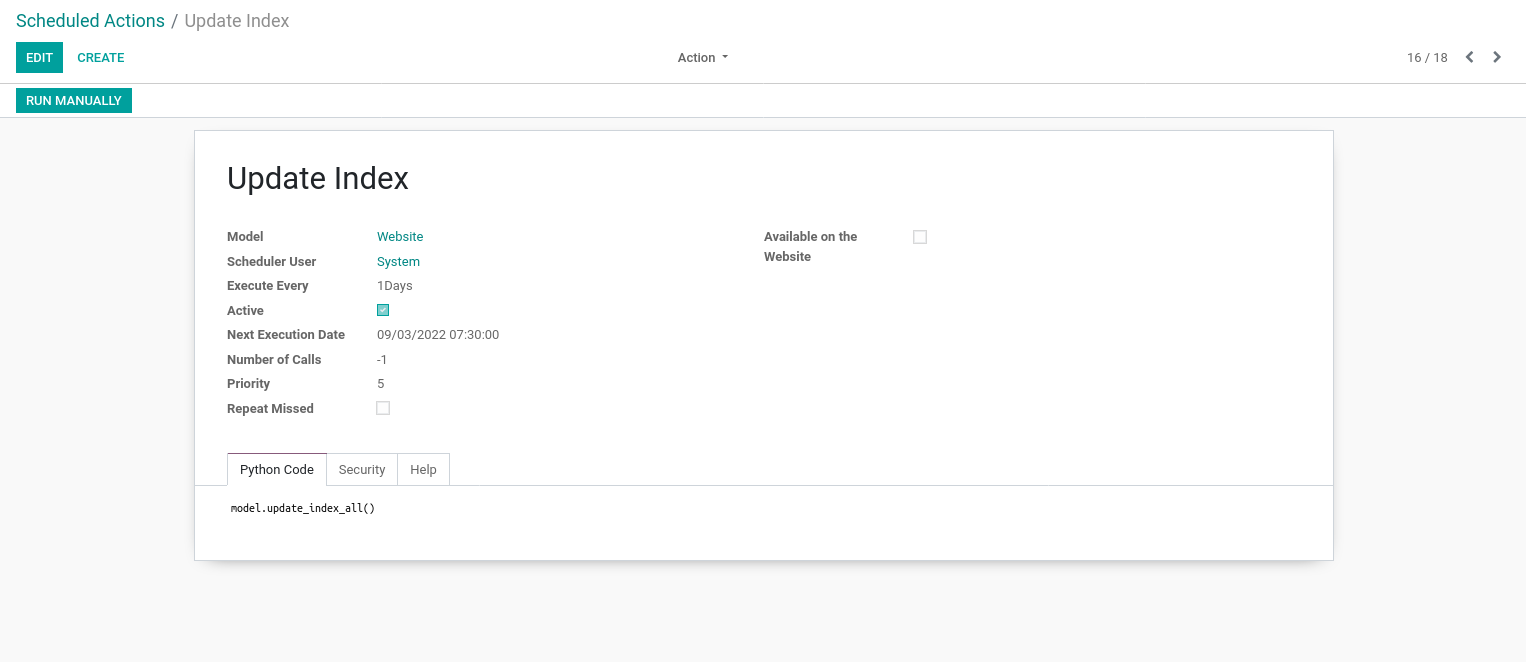 Scheduled Actions / Update Index
EDIT CREATE Action 16 / 18
RUN MANUALLY
Update Index
Model Website
Scheduler User System
Execute Every 1Days
Active
Next Execution Date 09/03/2022 07:30:00
Number of Calls -1
Priority 5
Repeat Missed
Available on the
Website
Python Code Security Help
model.update_index_all()